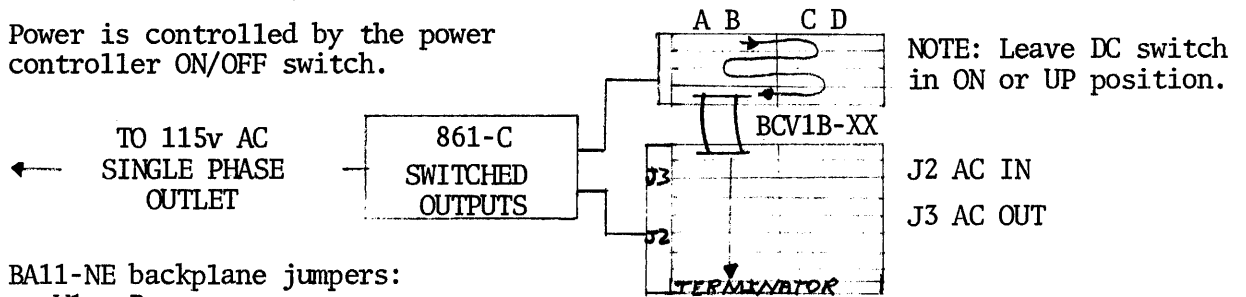 Power is controlled by the power
controller ON/OFF switch.
A B C D
NOTE: Leave DC switch
in ON or UP position.
BCV1B-XX
TO 115v AC
SINGLE PHASE
OUTLET
861-C
SWITCHED
OUTPUTS
J3
J2
J2 AC IN
J3 AC OUT
TERMINATOR
BA11-NE backplane jumpers: